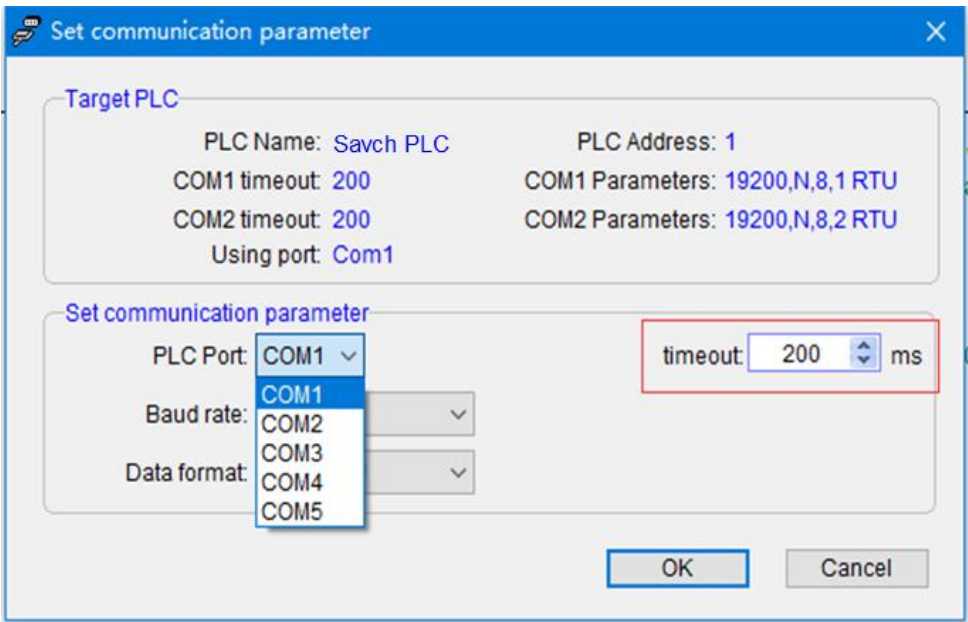 Set communication parameter
Target PLC
PLC Name: Savch PLC PLC Address: 1
COM1 timeout: 200 COM1 Parameters: 19200,N,8,1 RTU
COM2 timeout: 200 COM2 Parameters: 19200,N,8,2 RTU
Using port: Com1
Set communication parameter
PLC Port: COM1 timeout: 200 ms
COM1
Baud rate: COM2
COM3
Data format: COM4
COM5
OK Cancel